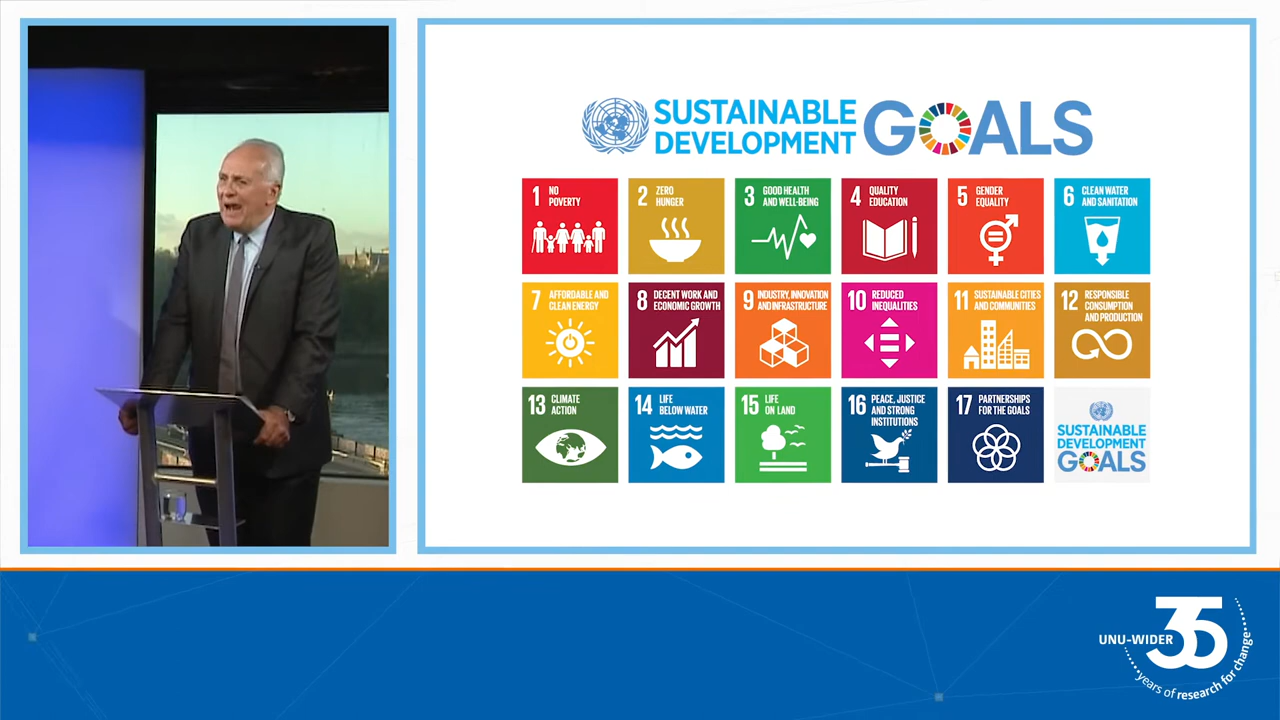 SUSTAINABLE
DEVELOPMENT
GOALS
1 NO
POVERTY
2 ZERO
HUNGER
3 GOOD HEALTH
AND WELL-BEING
4 QUALITY
EDUCATION
5 GENDER
EQUALITY
6 CLEAN WATER
AND SANITATION
7 AFFORDABLE AND
CLEAN ENERGY
8 DECENT WORK AND
ECONOMIC GROWTH
9 INDUSTRY, INNOVATION
AND INFRASTRUCTURE
10 REDUCED
INEQUALITIES
11 SUSTAINABLE CITIES
AND COMMUNITIES
12 RESPONSIBLE
CONSUMPTION
AND PRODUCTION
13 CLIMATE
ACTION
14 LIFE
BELOW WATER
15 LIFE
ON LAND
16 PEACE, JUSTICE
AND STRONG
INSTITUTIONS
17 PARTNERSHIPS
FOR THE GOALS
SUSTAINABLE
DEVELOPMENT
GOALS
UNU-WIDER 35
years of research for change